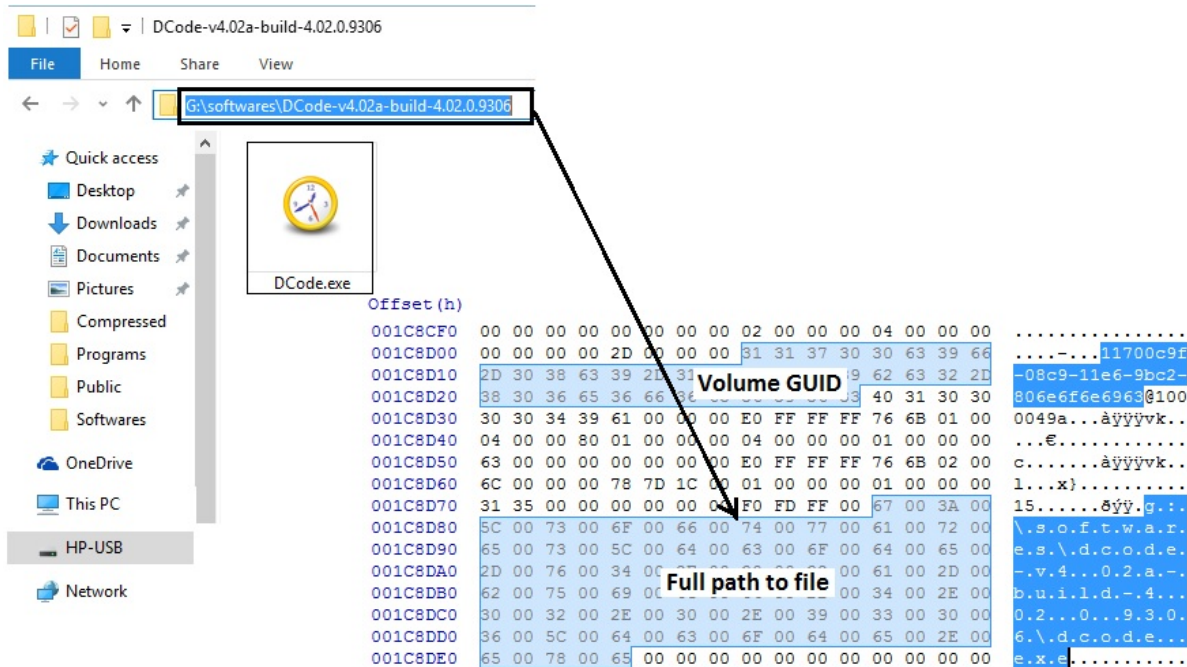 DCode-v4.02a-build-4.02.0.9306
File Home Share View
G:\softwares\DCode-v4.02a-build-4.02.0.9306
Quick access
Desktop
Downloads
Documents
Pictures
Compressed
Programs
Public
Softwares
OneDrive
This PC
HP-USB
Network
DCode.exe
Offset(h)
001C8CF0 00 00 00 00 00 00 00 00 02 00 00 00 04 00 00 00 ................
001C8D00 00 00 00 00 2D 00 00 00 31 31 37 30 30 63 39 66 ....-...11700c9f
001C8D10 2D 30 38 63 39 2D 31 62 63 32 2D -08c9-11e6-9bc2-
Volume GUID
001C8D20 38 30 36 65 36 66 40 31 30 30 806e6f6e6963@100
001C8D30 30 30 34 39 61 00 00 00 E0 FF FF FF 76 6B 01 00 0049a...àÿÿÿvk..
001C8D40 04 00 00 80 01 00 00 00 04 00 00 00 01 00 00 00 ...€............
001C8D50 63 00 00 00 00 00 00 00 E0 FF FF FF 76 6B 02 00 c.......àÿÿÿvk..
001C8D60 6C 00 00 00 78 7D 1C 00 01 00 00 00 01 00 00 00 l...x}..........
001C8D70 31 35 00 00 00 00 00 00 F0 FD FF 00 67 00 3A 00 15......ðýÿ.g.:.
001C8D80 5C 00 73 00 6F 00 66 00 74 00 77 00 61 00 72 00 \.s.o.f.t.w.a.r.
001C8D90 65 00 73 00 5C 00 64 00 63 00 6F 00 64 00 65 00 e.s.\.d.c.o.d.e.
001C8DA0 2D 00 76 00 34 00 00 61 00 2D 00 -.v.4...0.2.a.-.
Full path to file
001C8DB0 62 00 75 00 69 00 34 00 2E 00 b.u.i.l.d.-.4...
001C8DC0 30 00 32 00 2E 00 30 00 2E 00 39 00 33 00 30 00 0.2...0...9.3.0.
001C8DD0 36 00 5C 00 64 00 63 00 6F 00 64 00 65 00 2E 00 6.\.d.c.o.d.e...
001C8DE0 65 00 78 00 65 00 00 00 00 00 00 00 00 00 00 00 e.x.e...........